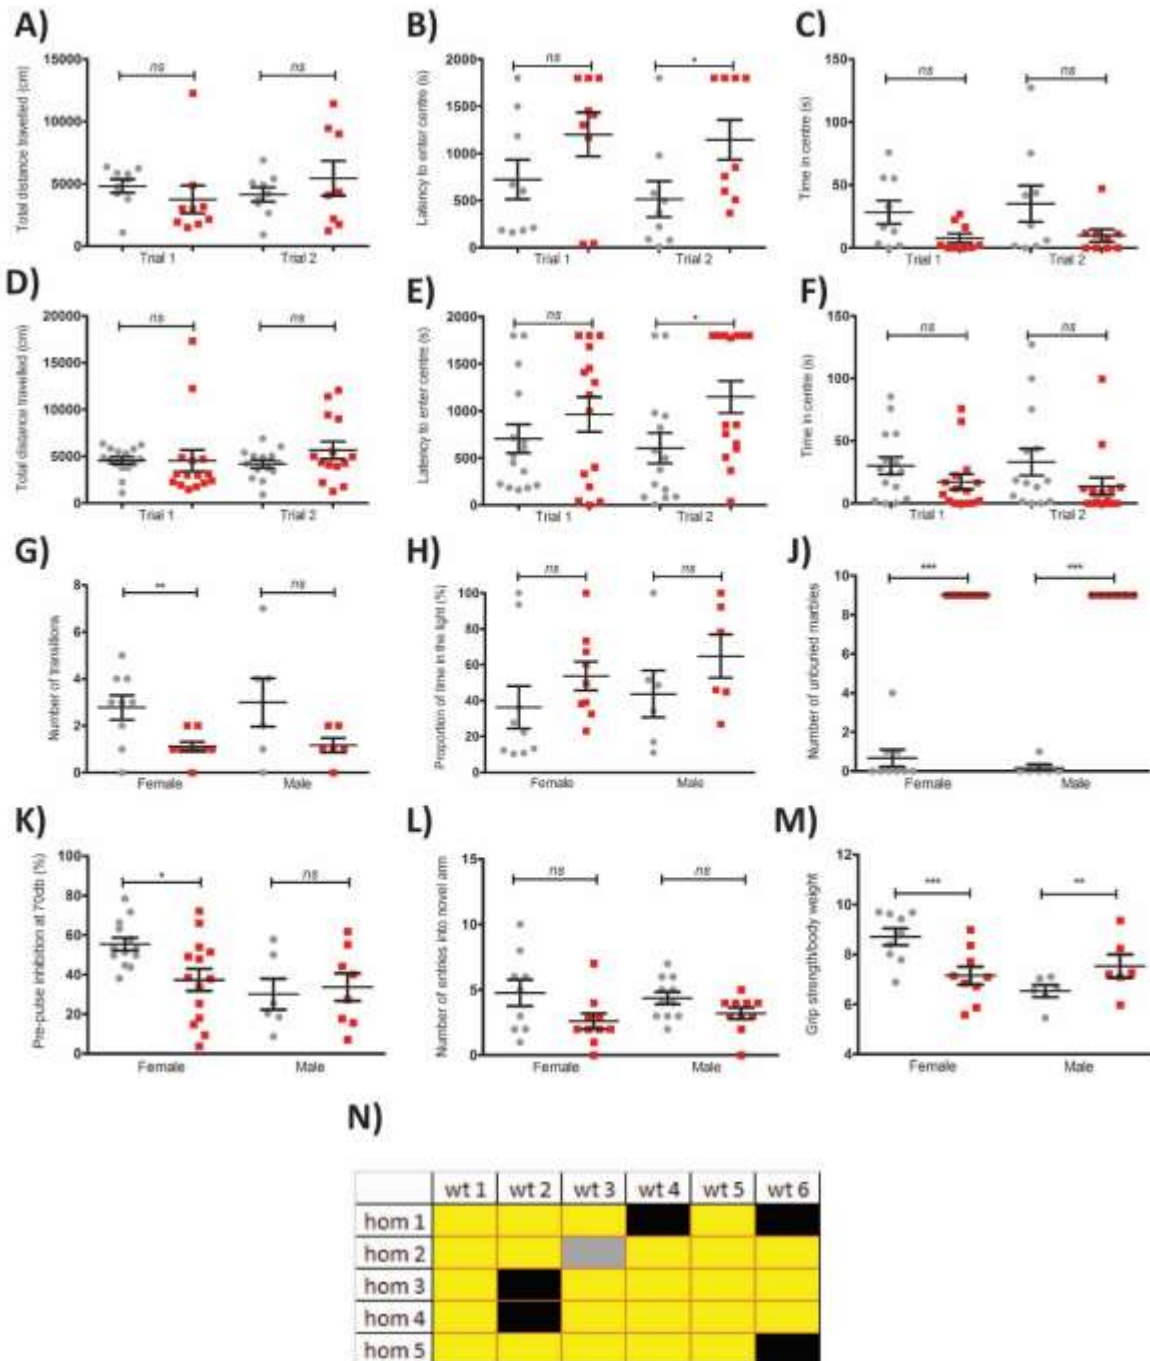 A)
B)
C)
Total distance travelled (cm)
15000
10000
5000
0
ns
ns
Trial 1
Trial 2
Latency to enter centre (s)
2000
1500
1000
500
0
ns
*
Trial 1
Trial 2
Time in centre (s)
150
100
50
0
ns
ns
Trial 1
Trial 2
D)
E)
F)
Total distance travelled (cm)
20000
15000
10000
5000
0
ns
ns
Trial 1
Trial 2
Latency to enter centre (s)
2000
1500
1000
500
0
ns
*
Trial 1
Trial 2
Time in centre (s)
150
100
50
0
ns
ns
Trial 1
Trial 2
G)
H)
J)
Number of transitions
8
6
4
2
0
**
ns
Female
Male
Proportion of time in the light (%)
100
80
60
40
20
0
ns
ns
Female
Male
Number of unburied marbles
10
8
6
4
2
0
***
***
Female
Male
K)
L)
M)
Pre-pulse inhibition at 70db (%)
100
80
60
40
20
0
*
ns
Female
Male
Number of entries into novel arm
15
10
5
0
ns
ns
Female
Male
Grip strength/body weight
12
10
8
6
4
***
**
Female
Male
N)
wt 1 wt 2 wt 3 wt 4 wt 5 wt 6
hom 1
hom 2
hom 3
hom 4
hom 5